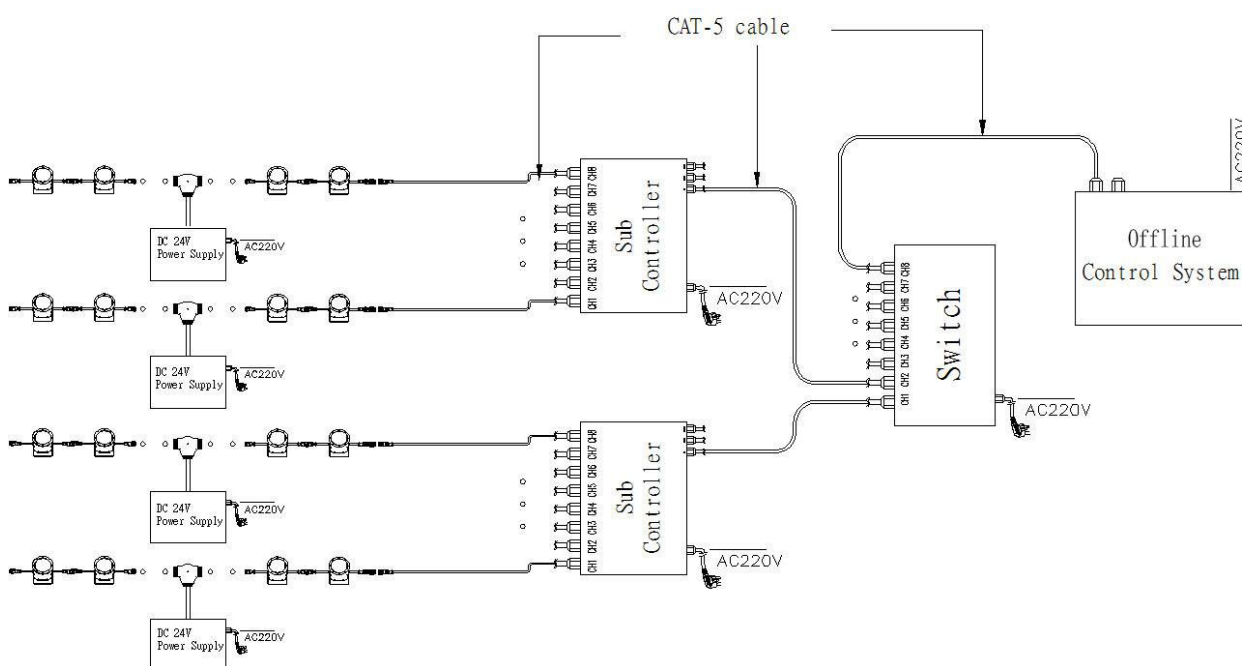 CAT-5 cable
AC220V
Offline
Control System
CH8
CH7
CH6
CH5
CH4
CH3
CH2
CH1
Sub
Controller
AC220V
DC 24V
Power Supply
AC220V
DC 24V
Power Supply
AC220V
CH8
CH7
CH6
CH5
CH4
CH3
CH2
CH1
Switch
AC220V
CH8
CH7
CH6
CH5
CH4
CH3
CH2
CH1
Sub
Controller
AC220V
DC 24V
Power Supply
AC220V
DC 24V
Power Supply
AC220V